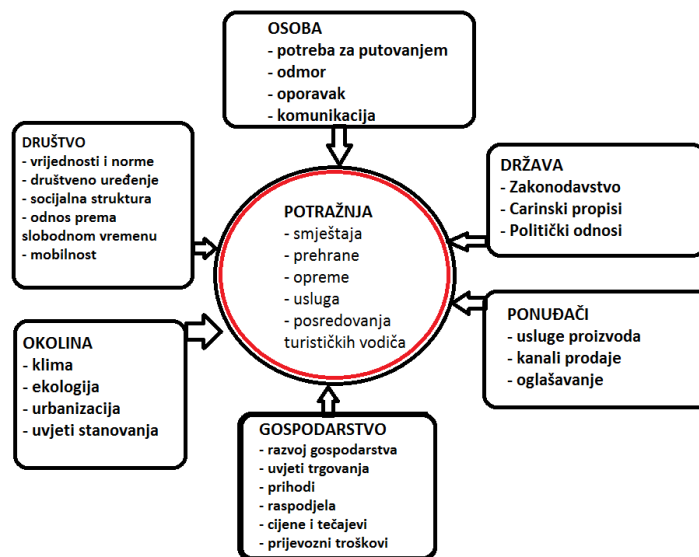 OSOBA
- potreba za putovanjem
- odmor
- oporavak
- komunikacija
DRUŠTVO
- vrijednosti i norme
- društveno uređenje
- socijalna struktura
- odnos prema
slobodnom vremenu
- mobilnost
DRŽAVA
- Zakonodavstvo
- Carinski propisi
- Politički odnosi
POTRAŽNJA
- smještaja
- prehrane
- opreme
- usluga
- posredovanja
turističkih vodiča
OKOLINA
- klima
- ekologija
- urbanizacija
- uvjeti stanovanja
PONUĐAČI
- usluge proizvoda
- kanali prodaje
- oglašavanje
GOSPODARSTVO
- razvoj gospodarstva
- uvjeti trgovanja
- prihodi
- raspodjela
- cijene i tečajevi
- prijevozni troškovi